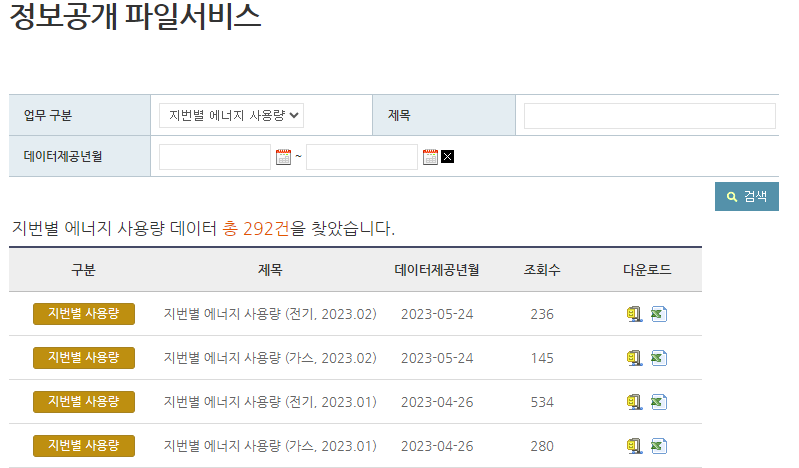 정보공개 파일서비스
업무 구분 지번별 에너지 사용량 제목
데이터제공년월 ~
검색
지번별 에너지 사용량 데이터 총 292건을 찾았습니다.
구분 제목 데이터제공년월 조회수 다운로드
지번별 사용량 지번별 에너지 사용량 (전기, 2023.02) 2023-05-24 236
지번별 사용량 지번별 에너지 사용량 (가스, 2023.02) 2023-05-24 145
지번별 사용량 지번별 에너지 사용량 (전기, 2023.01) 2023-04-26 534
지번별 사용량 지번별 에너지 사용량 (가스, 2023.01) 2023-04-26 280